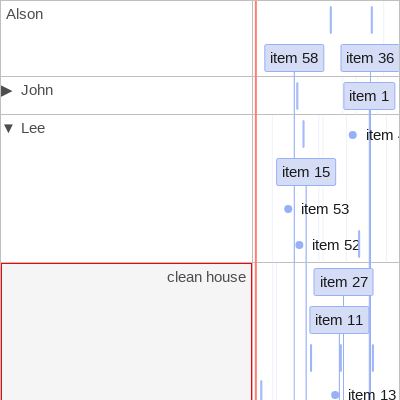 Alson
item 58
item 36
▶ John
item 1
▼ Lee
item
item 15
item 53
item 52
clean house
item 27
item 11
item 13